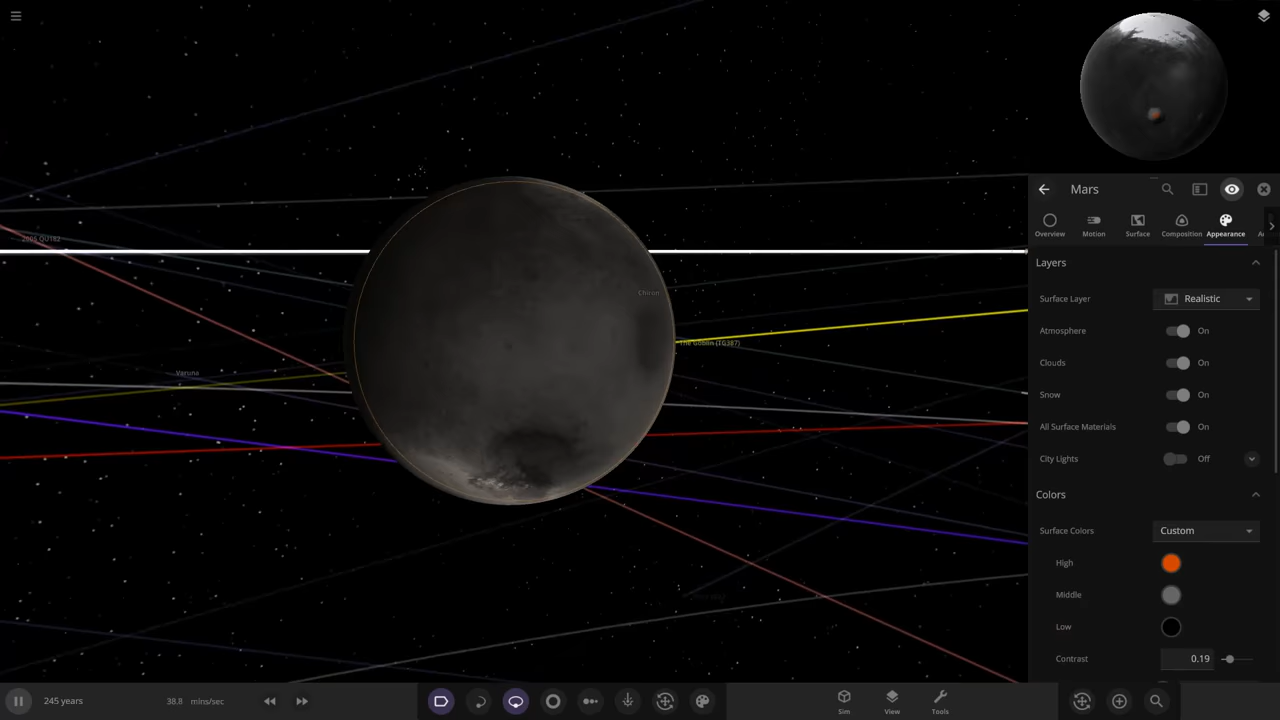 Mars
Overview Motion Surface Composition Appearance
Layers
2005 QU182
Chiron
Surface Layer Realistic
Atmosphere On
The Goblin (TG387)
Clouds On
Varuna
Snow On
All Surface Materials On
City Lights Off
Colors
Surface Colors Custom
High
Middle
Low
Contrast 0.19
245 years 38.8 mins/sec Sim View Tools